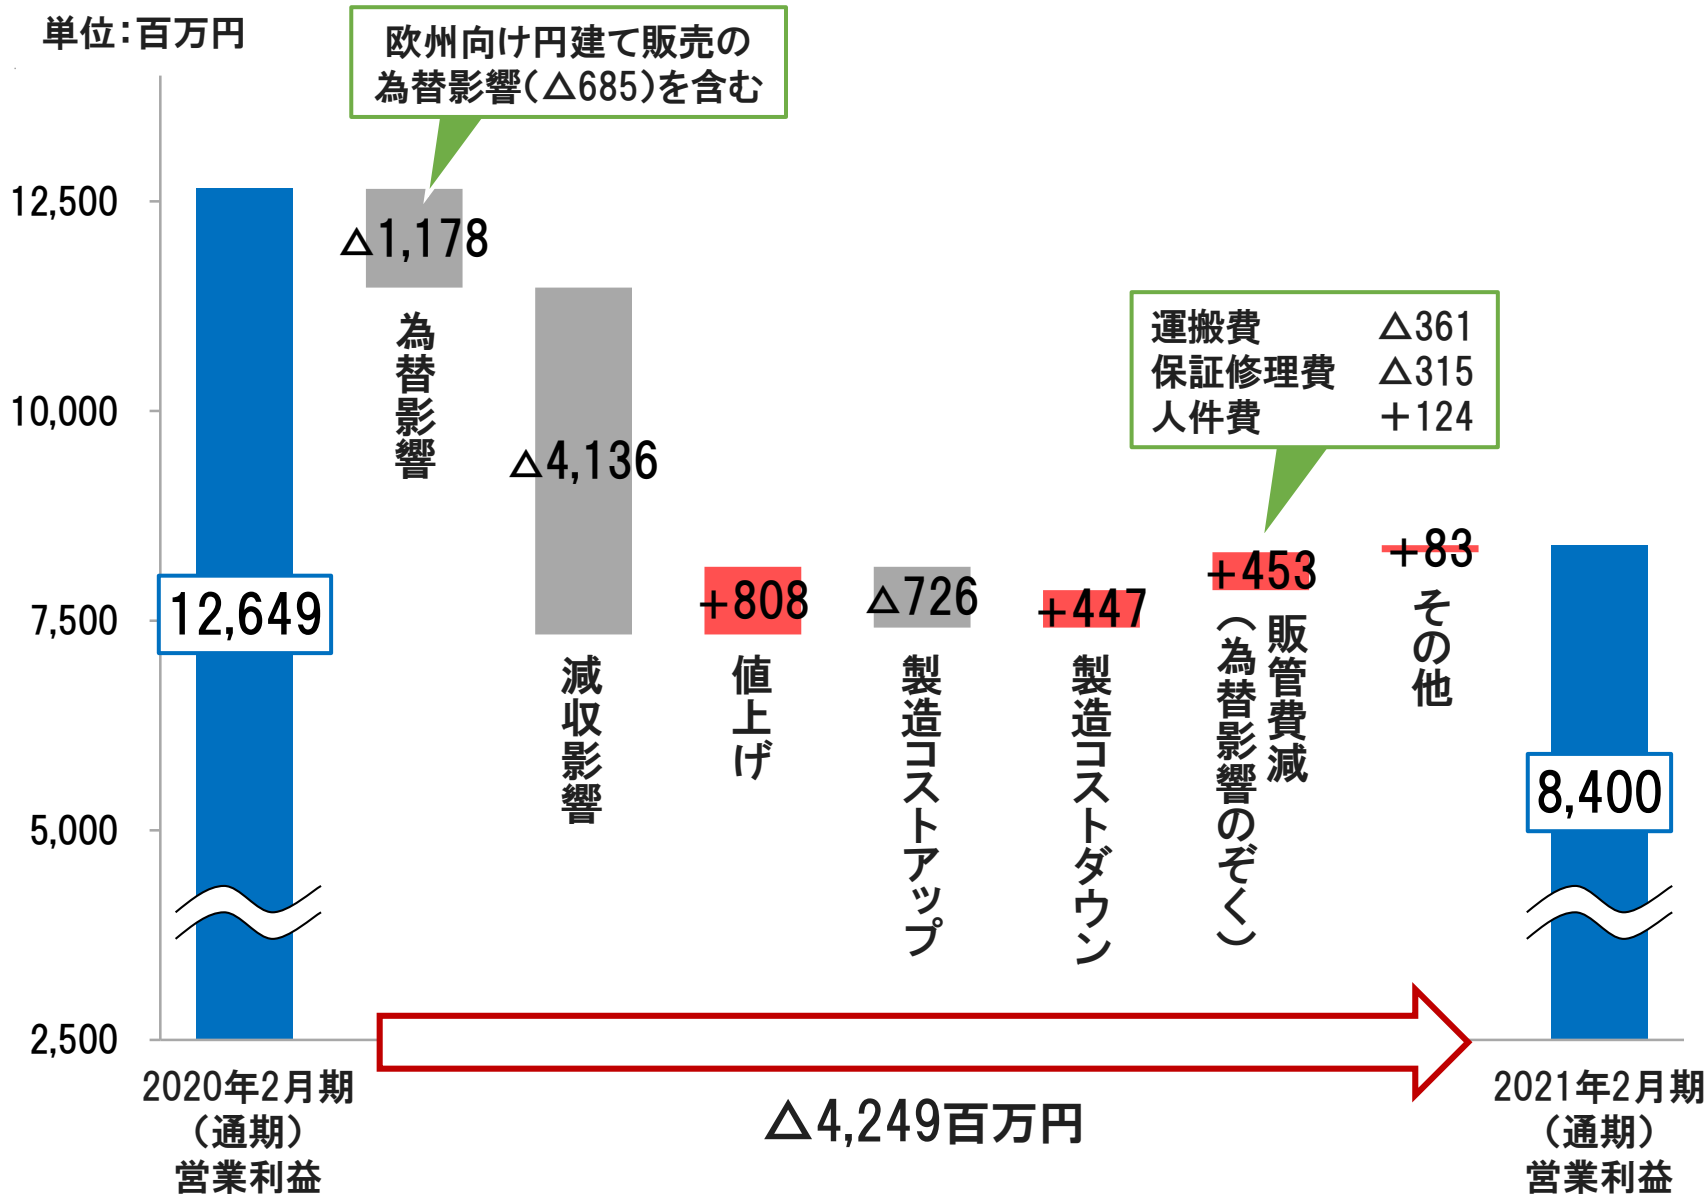 単位：百万円
欧州向け円建て販売の
為替影響（△685）を含む
12,500
10,000
7,500
5,000
2,500
12,649
△1,178
為替影響
△4,136
減収影響
+808
値上げ
△726
製造コストアップ
+447
製造コストダウン
運搬費 △361
保証修理費 △315
人件費 +124
+453
販管費減
（為替影響のぞく）
+83
その他
8,400
2020年2月期
（通期）
営業利益
△4,249百万円
2021年2月期
（通期）
営業利益